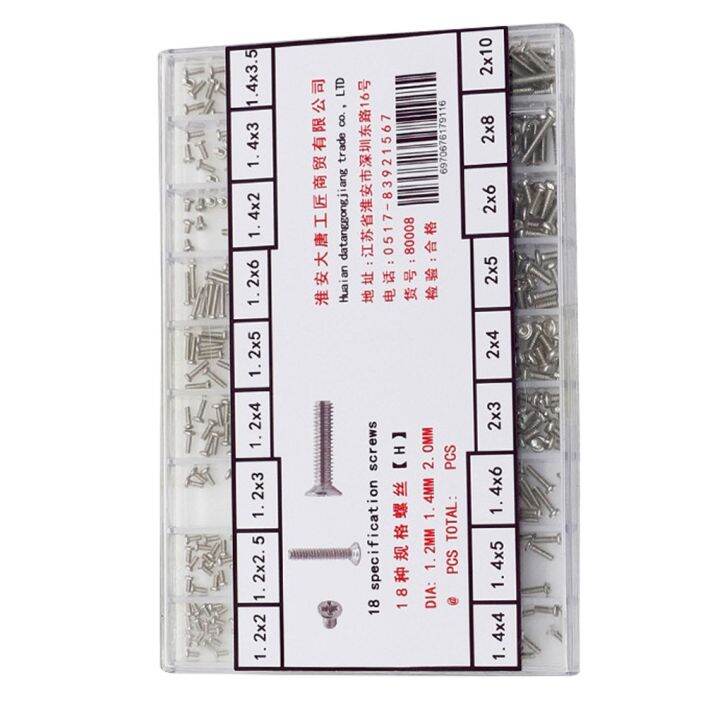 1.4x3.5
1.4x3
1.4x2
1.2x6
1.2x5
1.2x4
1.2x3
1.2x2.5
1.2x2
淮安大唐工匠商贸有限公司
Huaian datanggongjiang trade co., LTD
地址:江苏省淮安市深圳东路16号
电话:0517-83921567
货号:80008
检验:合格
6970676179116
18 specification screws
18种规格螺丝【H】
DIA: 1.2MM 1.4MM 2.0MM
@ PCS TOTAL: PCS
2x10
2x8
2x6
2x5
2x4
2x3
1.4x6
1.4x5
1.4x4